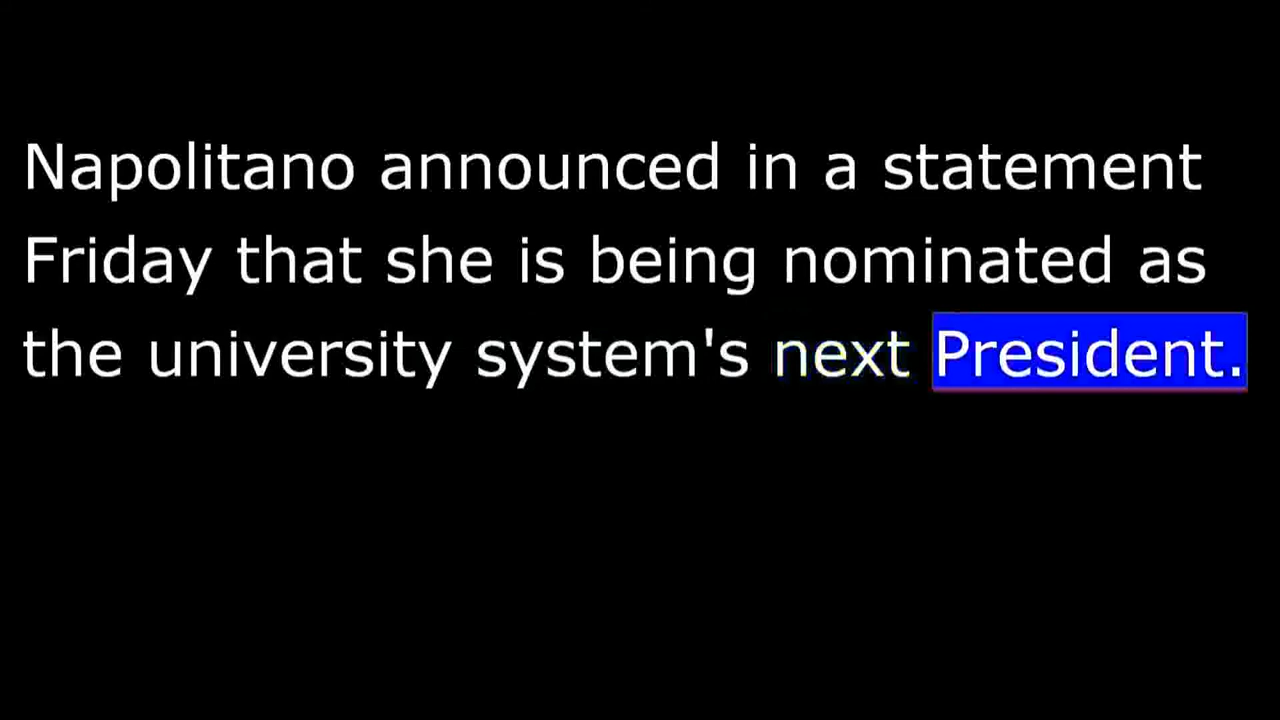 Napolitano announced in a statement
Friday that she is being nominated as
the university system's next President.